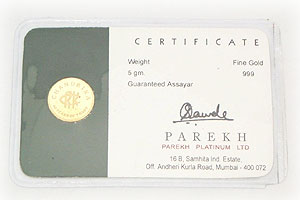 CERTIFICATE
Weight Fine Gold
5 gm. 999
Guaranteed Assayar
PAREKH
PAREKH PLATINUM LTD
16 B, Samhita Ind. Estate,
Off. Andheri Kurla Road, Mumbai - 400 072